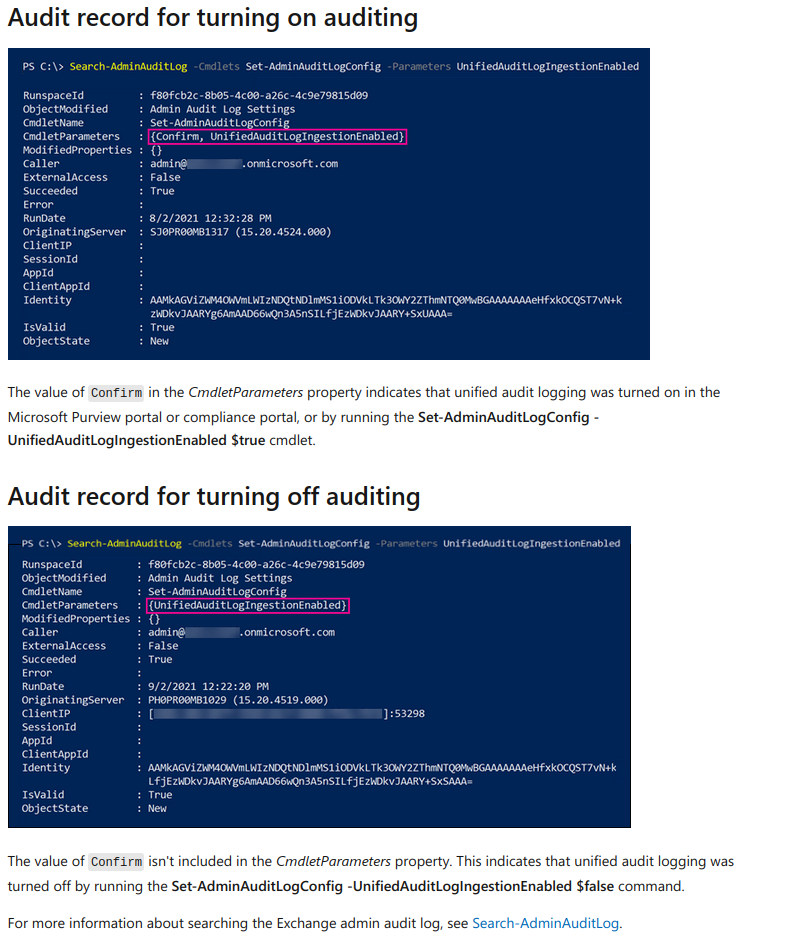 Audit record for turning on auditing
PS C:\> Search-AdminAuditLog -Cmdlets Set-AdminAuditLogConfig -Parameters UnifiedAuditLogIngestionEnabled
RunspaceId : f80fcb2c-8b05-4c00-a26c-4c9e79815d09
ObjectModified : Admin Audit Log Settings
CmdletName : Set-AdminAuditLogConfig
CmdletParameters : {Confirm, UnifiedAuditLogIngestionEnabled}
ModifiedProperties : {}
Caller : admin@ .onmicrosoft.com
ExternalAccess : False
Succeeded : True
Error :
RunDate : 8/2/2021 12:32:28 PM
OriginatingServer : SJ0PR00MB1317 (15.20.4524.000)
ClientIP :
SessionId :
AppId :
ClientAppId :
Identity : AAMkAGViZWM4OWVmLWIzNDQtNDlmMS1iODVkLTk3OWY2ZThmNTQ0MwBGAAAAAAAeHfxkOCQST7vN+k
zWDkvJAARYg6AmAAD66wQn3A5nSILfjEzWDkvJAARY+SxUAAA=
IsValid : True
ObjectState : New
The value of Confirm in the CmdletParameters property indicates that unified audit logging was turned on in the
Microsoft Purview portal or compliance portal, or by running the Set-AdminAuditLogConfig -
UnifiedAuditLogIngestionEnabled $true cmdlet.
Audit record for turning off auditing
PS C:\> Search-AdminAuditLog -Cmdlets Set-AdminAuditLogConfig -Parameters UnifiedAuditLogIngestionEnabled
RunspaceId : f80fcb2c-8b05-4c00-a26c-4c9e79815d09
ObjectModified : Admin Audit Log Settings
CmdletName : Set-AdminAuditLogConfig
CmdletParameters : {UnifiedAuditLogIngestionEnabled}
ModifiedProperties : {}
Caller : admin@ .onmicrosoft.com
ExternalAccess : False
Succeeded : True
Error :
RunDate : 9/2/2021 12:22:20 PM
OriginatingServer : PH0PR00MB1029 (15.20.4519.000)
ClientIP : [ ]:53298
SessionId :
AppId :
ClientAppId :
Identity : AAMkAGViZWM4OWVmLWIzNDQtNDlmMS1iODVkLTk3OWY2ZThmNTQ0MwBGAAAAAAAeHfxkOCQST7vN+k
LfjEzWDkvJAARYg6AmAAD66wQn3A5nSILfjEzWDkvJAARY+SxSAAA=
IsValid : True
ObjectState : New
The value of Confirm isn't included in the CmdletParameters property. This indicates that unified audit logging was
turned off by running the Set-AdminAuditLogConfig -UnifiedAuditLogIngestionEnabled $false command.
For more information about searching the Exchange admin audit log, see Search-AdminAuditLog.